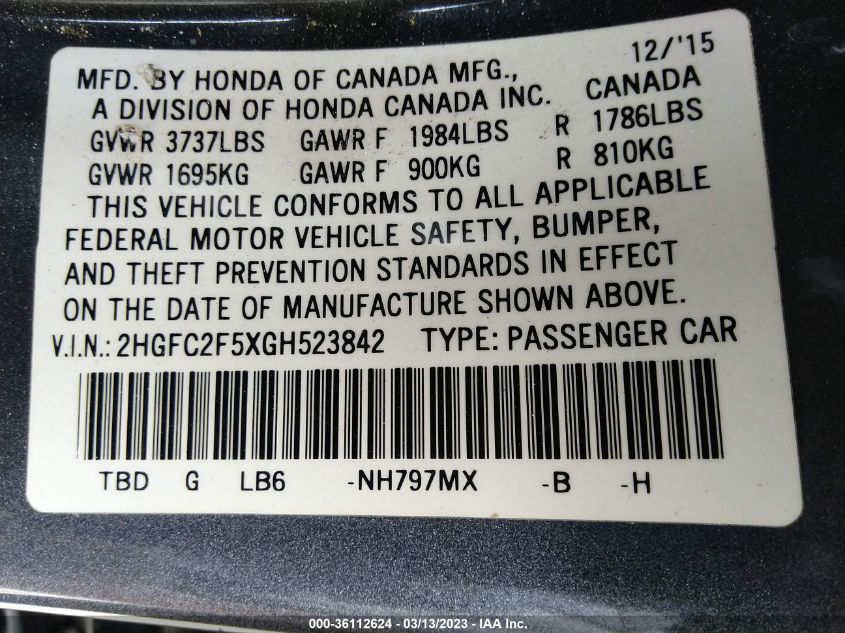 12/'15
MFD. BY HONDA OF CANADA MFG.,
A DIVISION OF HONDA CANADA INC. CANADA
GVWR 3737LBS GAWR F 1984LBS R 1786LBS
GVWR 1695KG GAWR F 900KG R 810KG
THIS VEHICLE CONFORMS TO ALL APPLICABLE
FEDERAL MOTOR VEHICLE SAFETY, BUMPER,
AND THEFT PREVENTION STANDARDS IN EFFECT
ON THE DATE OF MANUFACTURE SHOWN ABOVE.
V.I.N.: 2HGFC2F5XGH523842 TYPE: PASSENGER CAR
TBD G LB6 -NH797MX -B -H
000-36112624 - 03/13/2023 - IAA Inc.